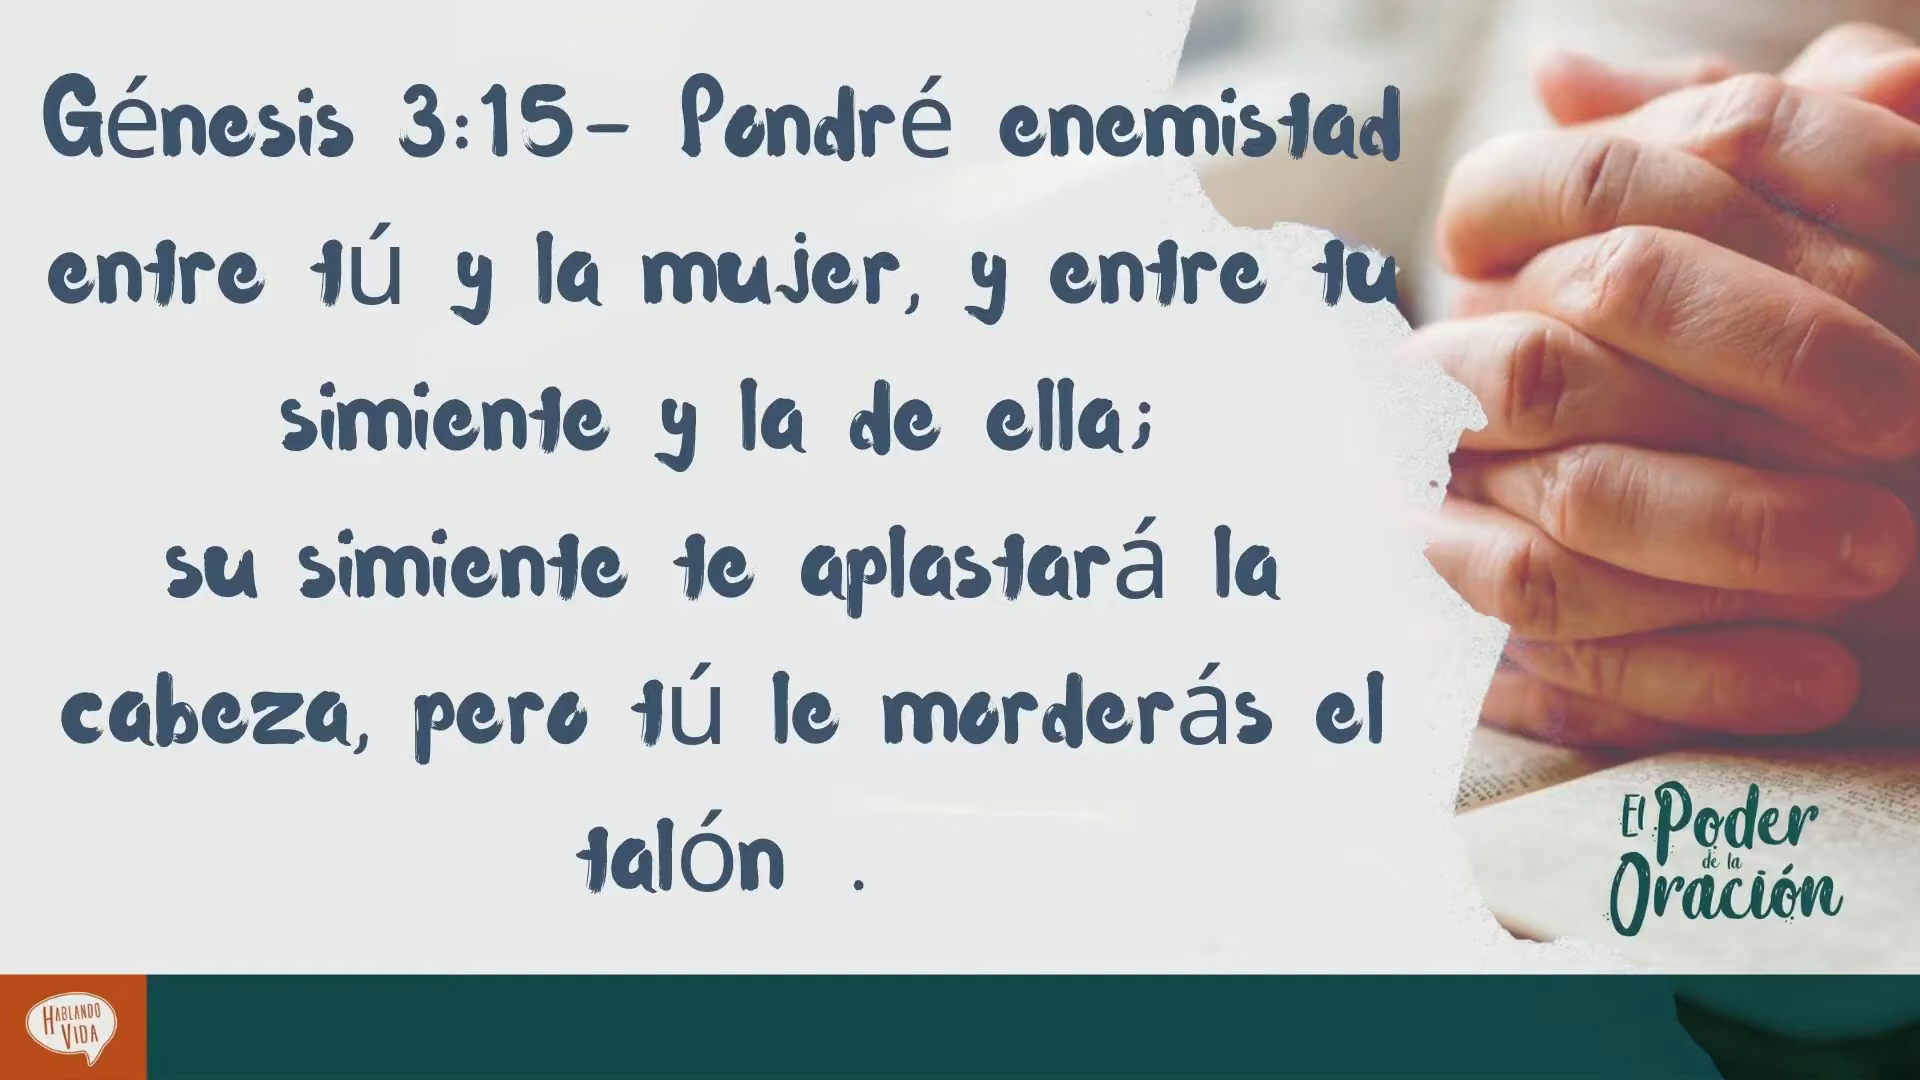 Génesis 3:15- Pondré enemistad
entre tú y la mujer, y entre tu
simiente y la de ella;
su simiente te aplastará la
cabeza, pero tú le morderás el
talón .
El Poder
de la
Oración
HABLANDO
VIDA